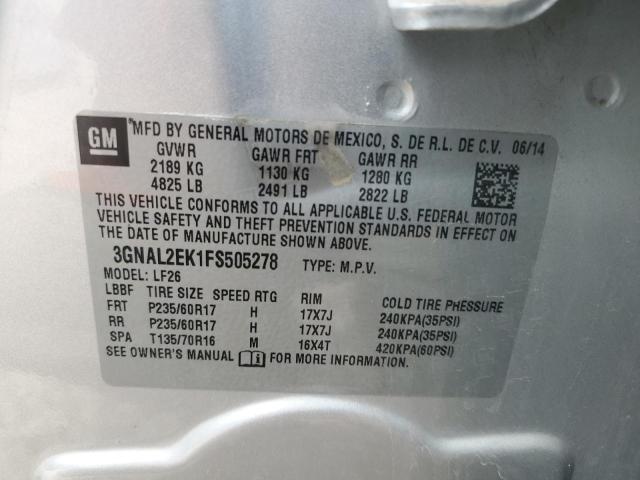 GM
MFD BY GENERAL MOTORS DE MEXICO, S. DE R.L. DE C.V. 06/14
GVWR GAWR FRT GAWR RR
2189 KG 1130 KG 1280 KG
4825 LB 2491 LB 2822 LB
THIS VEHICLE CONFORMS TO ALL APPLICABLE U.S. FEDERAL MOTOR
VEHICLE SAFETY AND THEFT PREVENTION STANDARDS IN EFFECT ON
THE DATE OF MANUFACTURE SHOWN ABOVE.
3GNAL2EK1FS505278 TYPE: M.P.V.
MODEL: LF26
LBBF TIRE SIZE SPEED RTG RIM COLD TIRE PRESSURE
FRT P235/60R17 H 17X7J 240KPA(35PSI)
RR P235/60R17 H 17X7J 240KPA(35PSI)
SPA T135/70R16 M 16X4T 420KPA(60PSI)
SEE OWNER'S MANUAL FOR MORE INFORMATION.